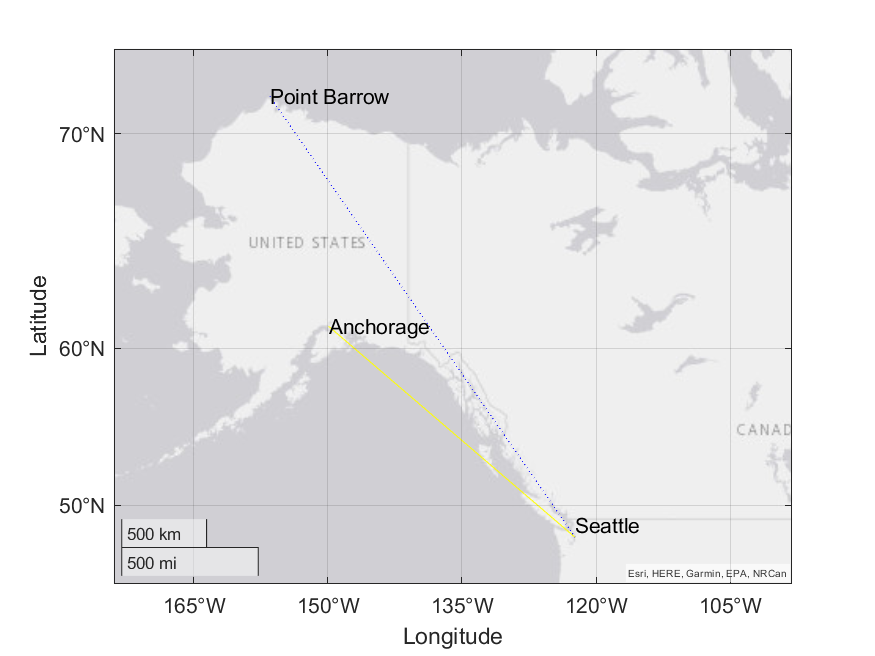 Point Barrow
70°N
UNITED STATES
Latitude
Anchorage
60°N
CANAD
50°N
Seattle
500 km
500 mi
Esri, HERE, Garmin, EPA, NRCan
165°W 150°W 135°W 120°W 105°W
Longitude